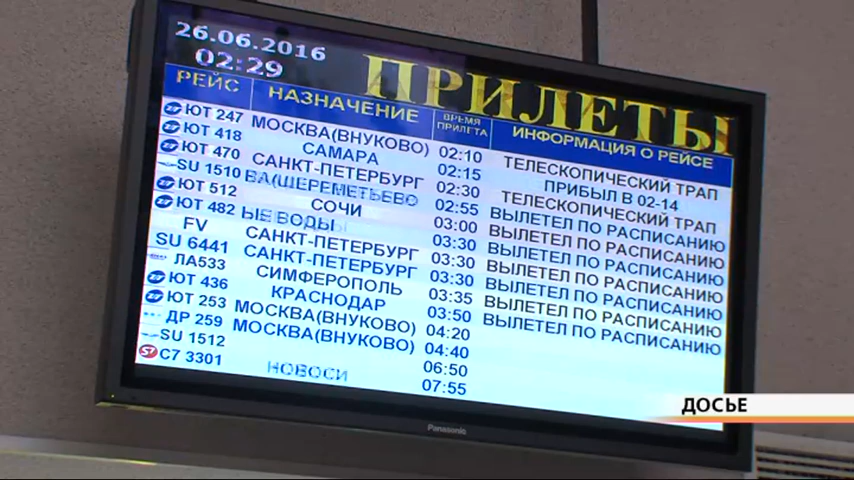 26.06.2016
02:29
ПРИЛЕТЫ
РЕЙС НАЗНАЧЕНИЕ ВРЕМЯ ПРИЛЕТА ИНФОРМАЦИЯ О РЕЙСЕ
ЮТ 247 МОСКВА(ВНУКОВО) 02:10 ТЕЛЕСКОПИЧЕСКИЙ ТРАП
ЮТ 418 САМАРА 02:15 ПРИБЫЛ В 02-14
ЮТ 470 САНКТ-ПЕТЕРБУРГ 02:30 ТЕЛЕСКОПИЧЕСКИЙ ТРАП
SU 1510 ВА(ШЕРЕМЕТЬЕВО 02:55 ВЫЛЕТЕЛ ПО РАСПИСАНИЮ
ЮТ 512 СОЧИ 03:00 ВЫЛЕТЕЛ ПО РАСПИСАНИЮ
ЮТ 482 ЫЕ ВОДЫ 03:30 ВЫЛЕТЕЛ ПО РАСПИСАНИЮ
FV САНКТ-ПЕТЕРБУРГ 03:30 ВЫЛЕТЕЛ ПО РАСПИСАНИЮ
SU 6441 САНКТ-ПЕТЕРБУРГ 03:30 ВЫЛЕТЕЛ ПО РАСПИСАНИЮ
ЛА533 СИМФЕРОПОЛЬ 03:35 ВЫЛЕТЕЛ ПО РАСПИСАНИЮ
ЮТ 436 КРАСНОДАР 03:50 ВЫЛЕТЕЛ ПО РАСПИСАНИЮ
ЮТ 253 МОСКВА(ВНУКОВО) 04:20
ДР 259 МОСКВА(ВНУКОВО) 04:40
SU 1512 06:50
С7 3301 НОВОСИ 07:55
Panasonic
ДОСЬЕ